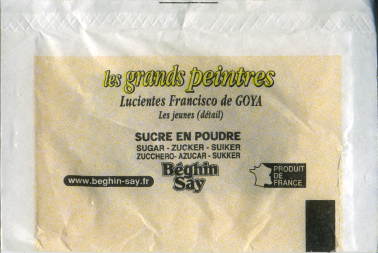 les grands peintres
Lucientes Francisco de GOYA
Les jeunes (détail)
SUCRE EN POUDRE
SUGAR - ZUCKER - SUIKER
ZUCCHERO - AZUCAR - SUKKER
Béghin
Say
www.beghin-say.fr
PRODUIT
DE
FRANCE